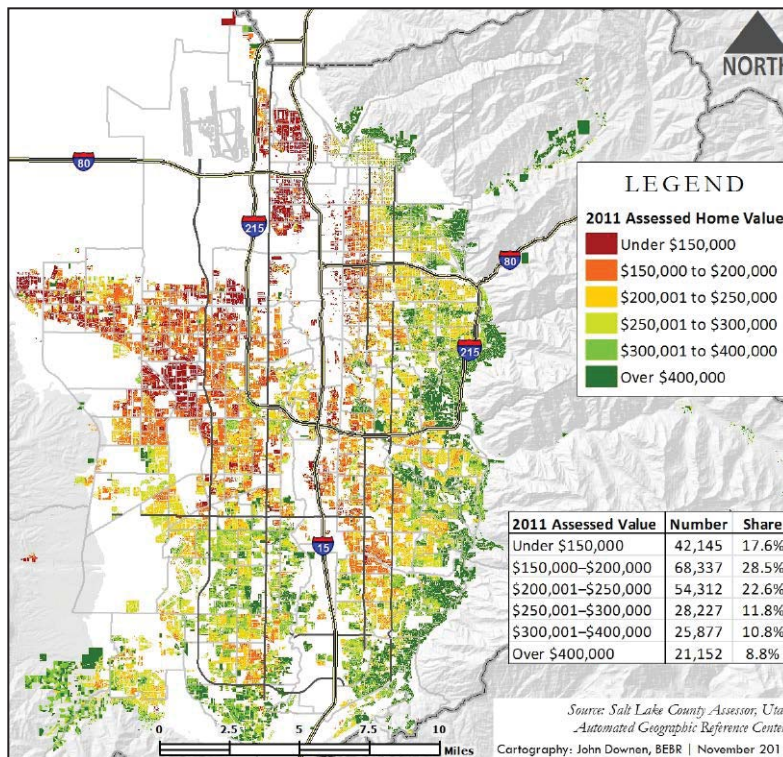 NORTH
80
215
LEGEND
2011 Assessed Home Value
Under $150,000
$150,000 to $200,000
$200,001 to $250,000
$250,001 to $300,000
$300,001 to $400,000
Over $400,000
80
215
15
2011 Assessed Value Number Share
Under $150,000 42,145 17.6%
$150,000–$200,000 68,337 28.5%
$200,001–$250,000 54,312 22.6%
$250,001–$300,000 28,227 11.8%
$300,001–$400,000 25,877 10.8%
Over $400,000 21,152 8.8%
0 2.5 5 7.5 10
Miles
Source: Salt Lake County Assessor, Uta
Automated Geographic Reference Center
Cartography: John Downen, BEBR | November 201